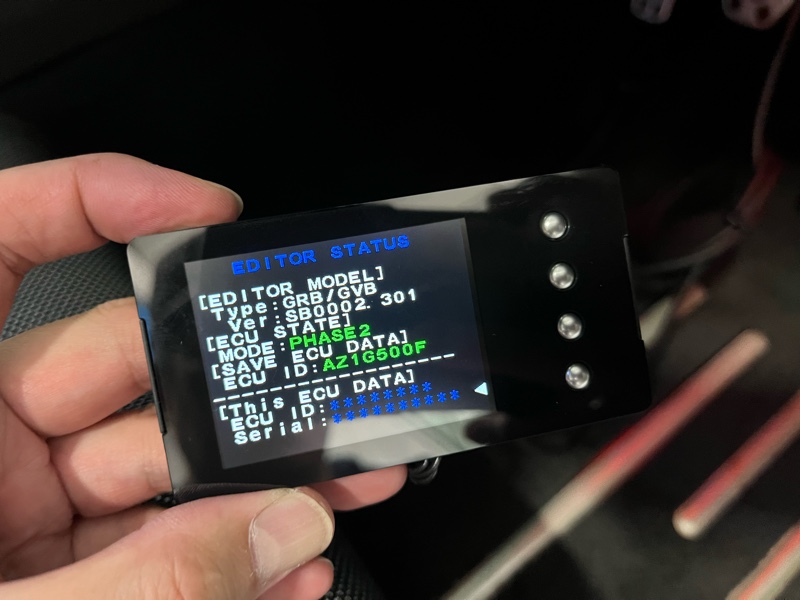 EDITOR STATUS
[EDITOR MODEL]
Type:GRB/GVB
Ver:SB0002.301
[ECU STATE]
MODE:PHASE2
[SAVE ECU DATA]
ECU ID:AZ1G500F
--------------------
[This ECU DATA]
ECU ID:********
Serial:**********